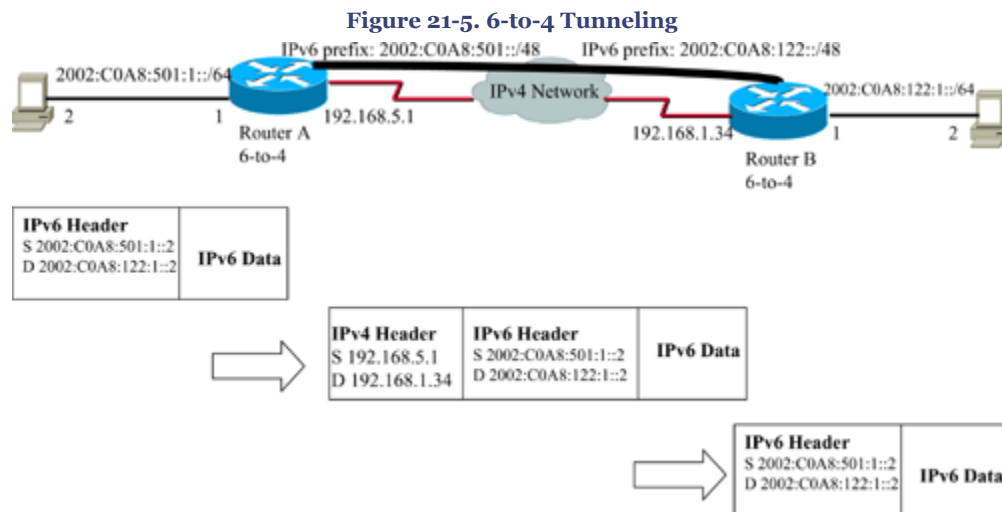 Figure 21-5. 6-to-4 Tunneling
IPv6 prefix: 2002:C0A8:501::/48
IPv6 prefix: 2002:C0A8:122::/48
2002:C0A8:501:1::/64
IPv4 Network
2002:C0A8:122:1::/64
2
1
192.168.5.1
192.168.1.34
1
2
Router A
6-to-4
Router B
6-to-4
IPv6 Header
S 2002:C0A8:501:1::2
D 2002:C0A8:122:1::2
IPv6 Data
IPv4 Header
S 192.168.5.1
D 192.168.1.34
IPv6 Header
S 2002:C0A8:501:1::2
D 2002:C0A8:122:1::2
IPv6 Data
IPv6 Header
S 2002:C0A8:501:1::2
D 2002:C0A8:122:1::2
IPv6 Data